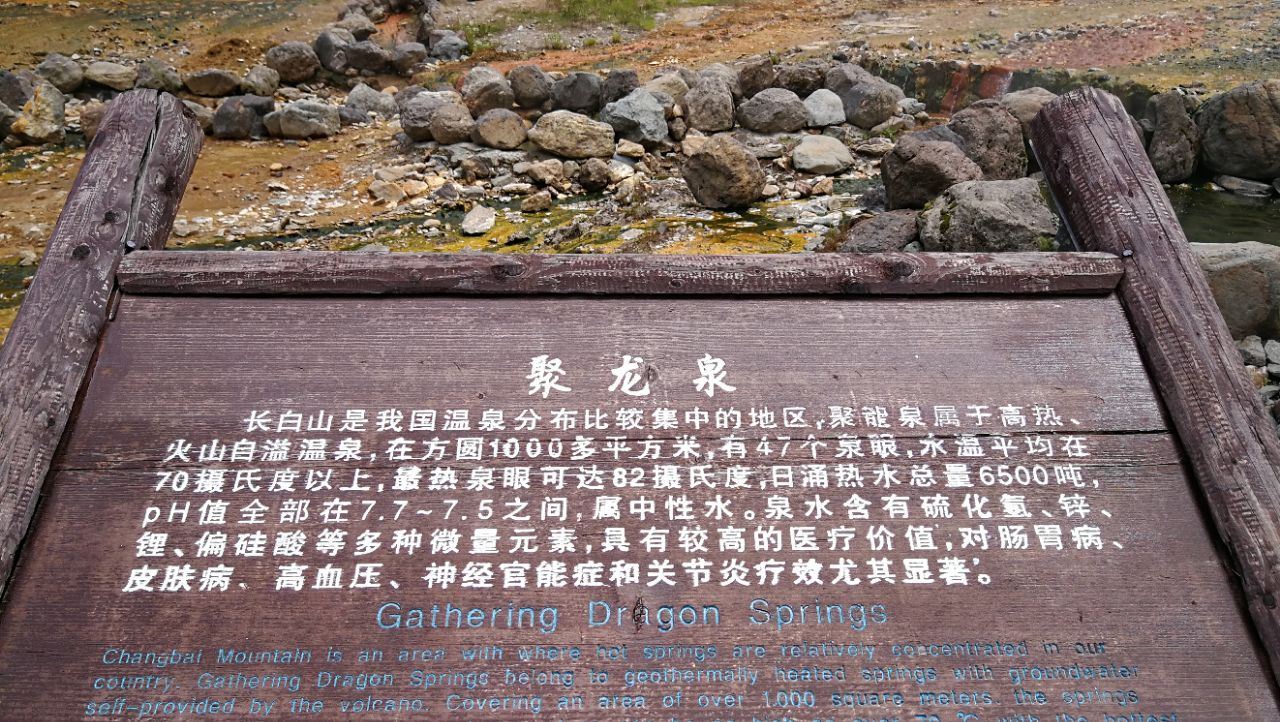 聚龙泉
长白山是我国温泉分布比较集中的地区,聚龍泉属于高热、
火山自溢温泉,在方圆1000多平方米,有47个泉眼,水温平均在
70摄氏度以上,最热泉眼可达82摄氏度,日涌热水总量6500吨,
pH值全部在7.7~7.5之间,属中性水。泉水含有硫化氢、锌、
锂、偏硅酸等多种微量元素,具有较高的医疗价值,对肠胃病、
皮肤病、高血压、神经官能症和关节炎疗效尤其显著。
Gathering Dragon Springs
Changbai Mountain is an area with where hot springs are relatively concentrated in our
country. Gathering Dragon Springs belong to geothermally heated springs with groundwater
self-provided by the volcano. Covering an area of over 1,000 square meters, the springs
70 ℃ with the hottest